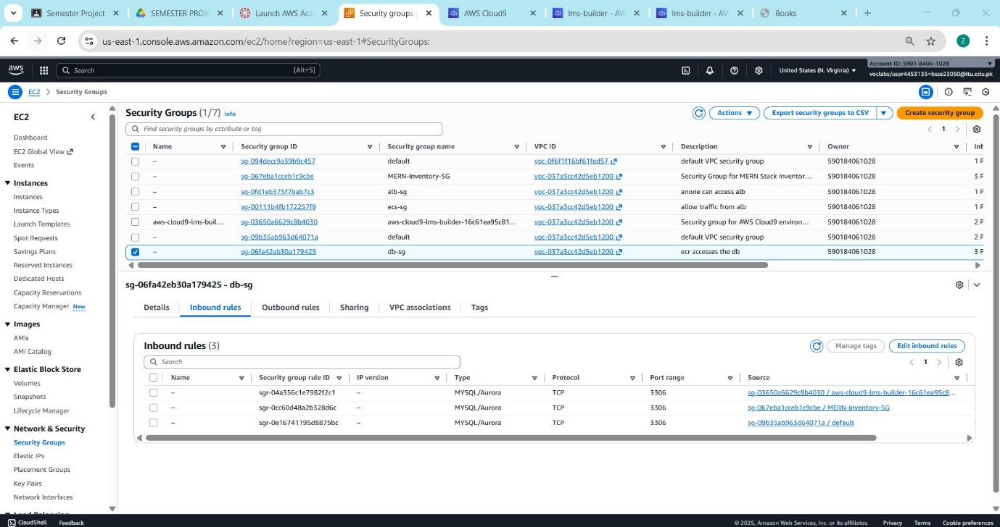 Semester Project
SEMESTER PROJ
Launch AWS Aca
Security groups
AWS Cloud9
lms-builder - AW
lms-builder - AW
Books
us-east-1.console.aws.amazon.com/ec2/home?region=us-east-1#SecurityGroups:
Z
aws
Search
[Alt+S]
United States (N. Virginia)
Account ID: 5901-8406-1028
voclabs/user4453135=bsse23050@itu.edu.pk
EC2 > Security Groups
EC2
Dashboard
EC2 Global View
Events
Instances
Instances
Instance Types
Launch Templates
Spot Requests
Savings Plans
Reserved Instances
Dedicated Hosts
Capacity Reservations
Capacity Manager New
Images
AMIs
AMI Catalog
Elastic Block Store
Volumes
Snapshots
Lifecycle Manager
Network & Security
Security Groups
Elastic IPs
Placement Groups
Key Pairs
Network Interfaces
Security Groups (1/7) Info
Actions
Export security groups to CSV
Create security group
Find security groups by attribute or tag
1
Name Security group ID Security group name VPC ID Description Owner Int
– sg-094decc9a39b9c457 default vpc-0f6f1f16bf61fed57 default VPC security group 590184061028 1 P
– sg-067eba1cceb1c9cbe MERN-Inventory-SG vpc-037a3cc42d5eb1200 Security Group for MERN Stack Inventor... 590184061028 3 P
– sg-0fd1eb375f7bab7c3 alb-sg vpc-037a3cc42d5eb1200 anone can access alb 590184061028 1 P
– sg-00111b4fb172257f9 ecs-sg vpc-037a3cc42d5eb1200 allow traffic from alb 590184061028 1 P
aws-cloud9-lms-buil... sg-03650a6629c8b4030 aws-cloud9-lms-builder-16c61ea95c81... vpc-037a3cc42d5eb1200 Security group for AWS Cloud9 environ... 590184061028 2 P
– sg-09b35ab963d64071a default vpc-037a3cc42d5eb1200 default VPC security group 590184061028 2 P
– sg-06fa42eb30a179425 db-sg vpc-037a3cc42d5eb1200 ecr accesses the db 590184061028 3 P
sg-06fa42eb30a179425 - db-sg
Details Inbound rules Outbound rules Sharing VPC associations Tags
Inbound rules (3)
Manage tags
Edit inbound rules
Search
1
Name Security group rule ID IP version Type Protocol Port range Source
– sgr-04a356c1e7982f2c1 – MYSQL/Aurora TCP 3306 sg-03650a6629c8b4030 / aws-cloud9-lms-builder-16c61ea95c8...
– sgr-0cc60d48a2b328d6c – MYSQL/Aurora TCP 3306 sg-067eba1cceb1c9cbe / MERN-Inventory-SG
– sgr-0e16741195d8875bc – MYSQL/Aurora TCP 3306 sg-09b35ab963d64071a / default
CloudShell Feedback © 2025, Amazon Web Services, Inc. or its affiliates. Privacy Terms Cookie preferences